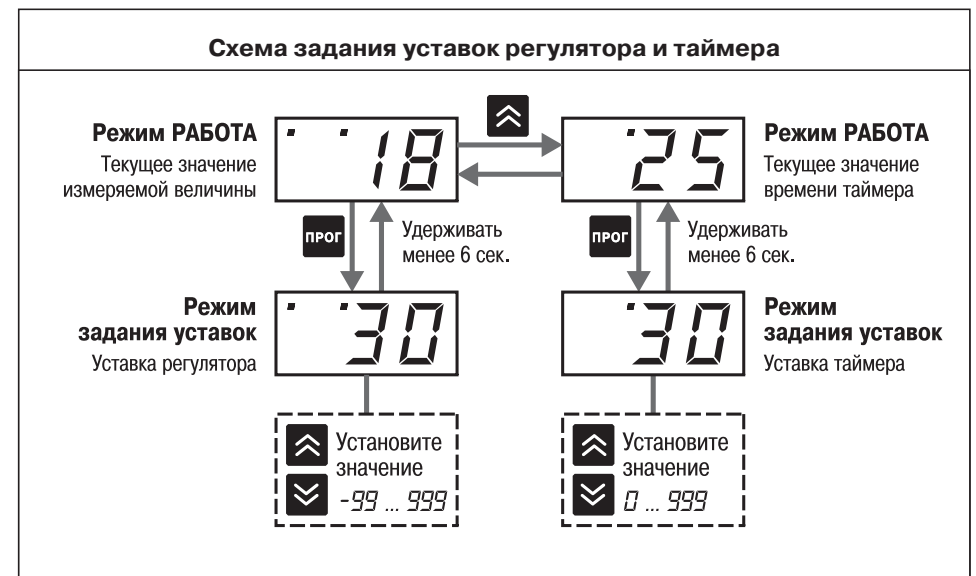 Схема задания уставок регулятора и таймера
Режим РАБОТА
Текущее значение
измеряемой величины
18
25
Режим РАБОТА
Текущее значение
времени таймера
ПРОГ
Удерживать
менее 6 сек.
ПРОГ
Удерживать
менее 6 сек.
Режим
задания уставок
Уставка регулятора
30
30
Режим
задания уставок
Уставка таймера
Установите
значение
-99 ... 999
Установите
значение
0 ... 999